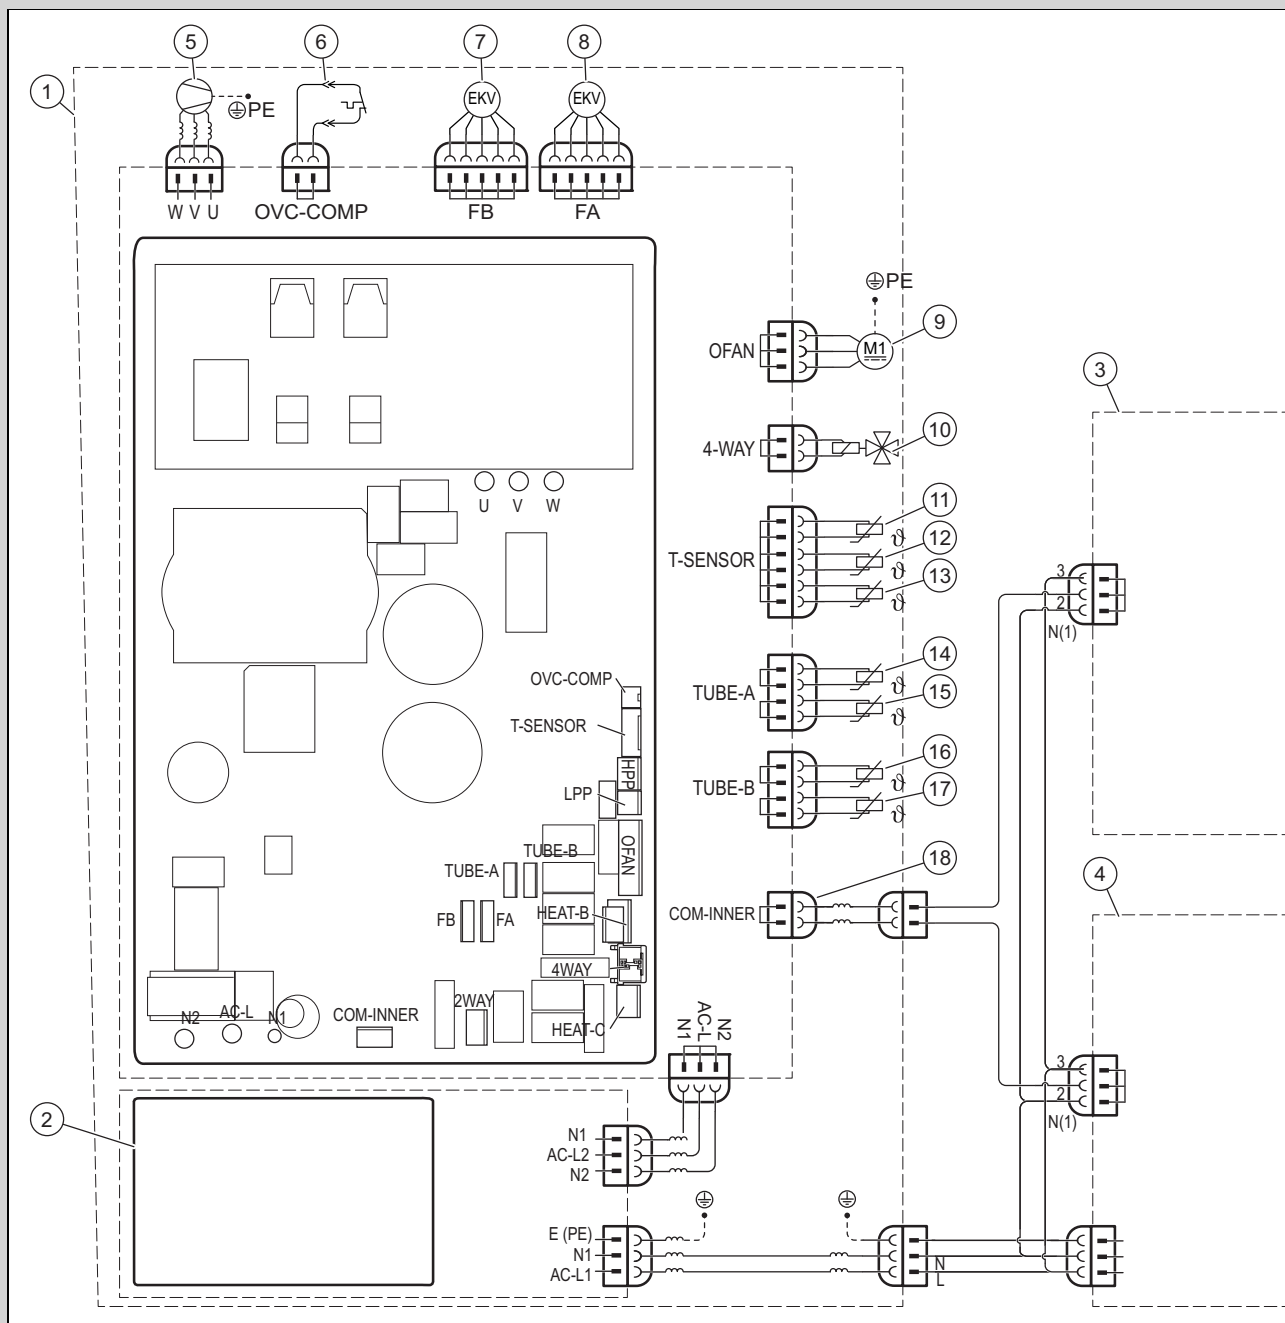 5
6
7
8
1
EKV
EKV
PE
W V U
OVC-COMP
FB
FA
PE
9
OFAN
M1
3
4-WAY
10
U
V
W
11
ϑ
T-SENSOR
12
ϑ
13
ϑ
3
2
N(1)
14
ϑ
TUBE-A
15
ϑ
OVC-COMP
T-SENSOR
HPP
LPP
16
ϑ
TUBE-B
17
ϑ
OFAN
TUBE-B
TUBE-A
18
4
FB
FA
HEAT-B
COM-INNER
4WAY
2WAY
N2
AC-L
N1
COM-INNER
HEAT-C
N1
AC-L
N2
3
2
N(1)
2
N1
AC-L2
N2
E (PE)
N1
AC-L1
N
L